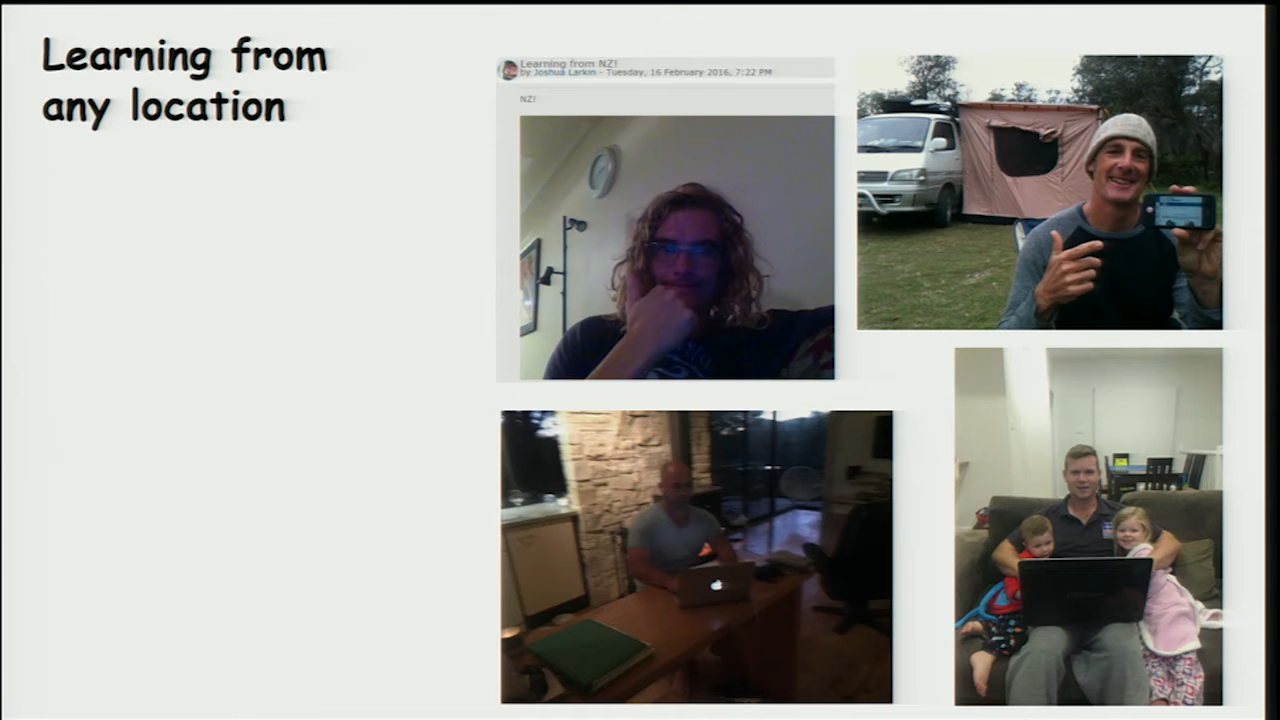 Learning from
any location
Learning from NZ!
by Joshua Larkin - Tuesday, 16 February 2016, 7:22 PM
NZ!